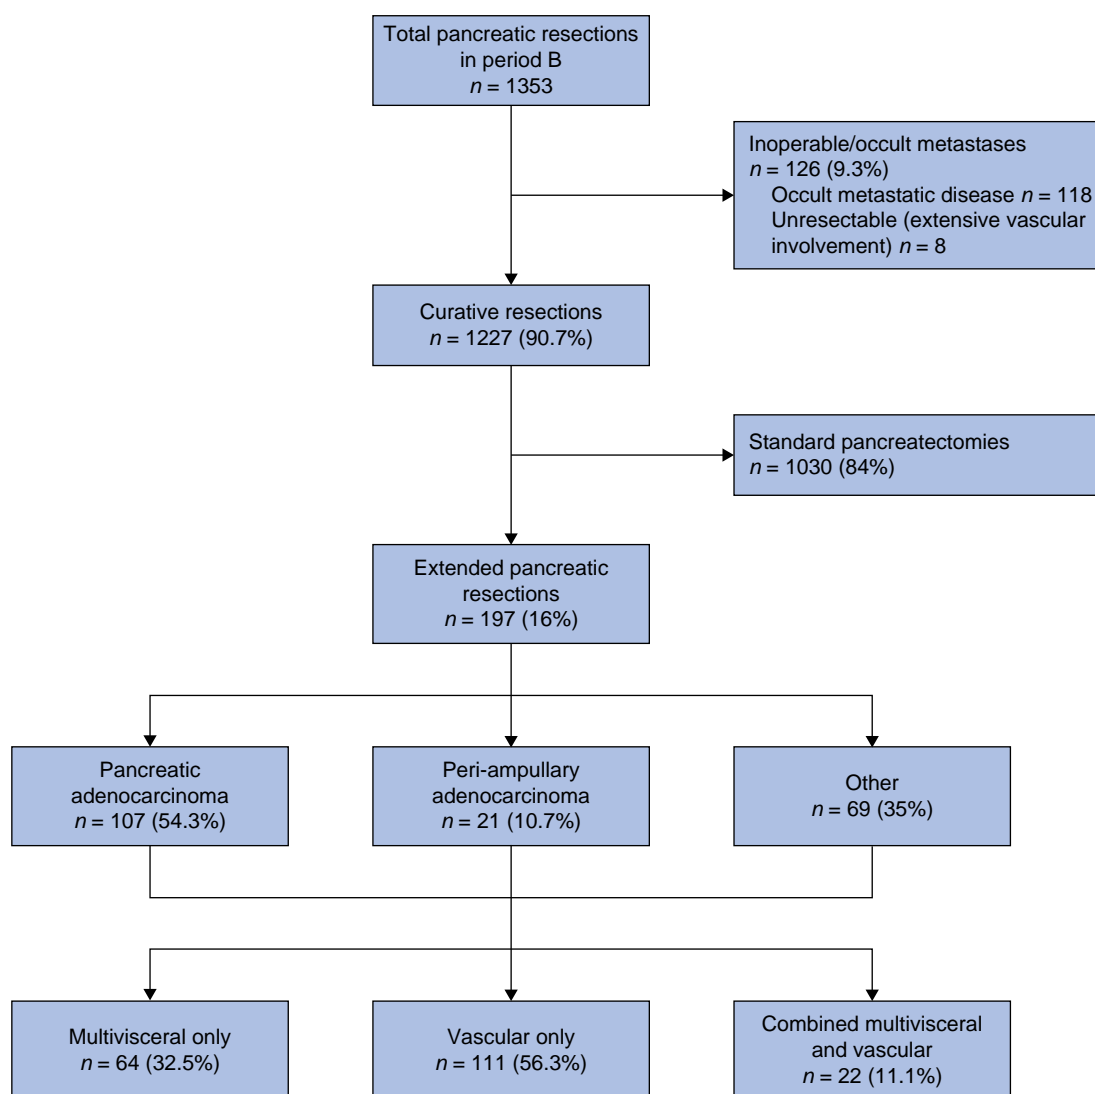 Total pancreatic resections
in period B
n = 1353
Inoperable/occult metastases
n = 126 (9.3%)
Occult metastatic disease n = 118
Unresectable (extensive vascular
involvement) n = 8
Curative resections
n = 1227 (90.7%)
Standard pancreatectomies
n = 1030 (84%)
Extended pancreatic
resections
n = 197 (16%)
Pancreatic
adenocarcinoma
n = 107 (54.3%)
Peri-ampullary
adenocarcinoma
n = 21 (10.7%)
Other
n = 69 (35%)
Multivisceral only
n = 64 (32.5%)
Vascular only
n = 111 (56.3%)
Combined multivisceral
and vascular
n = 22 (11.1%)